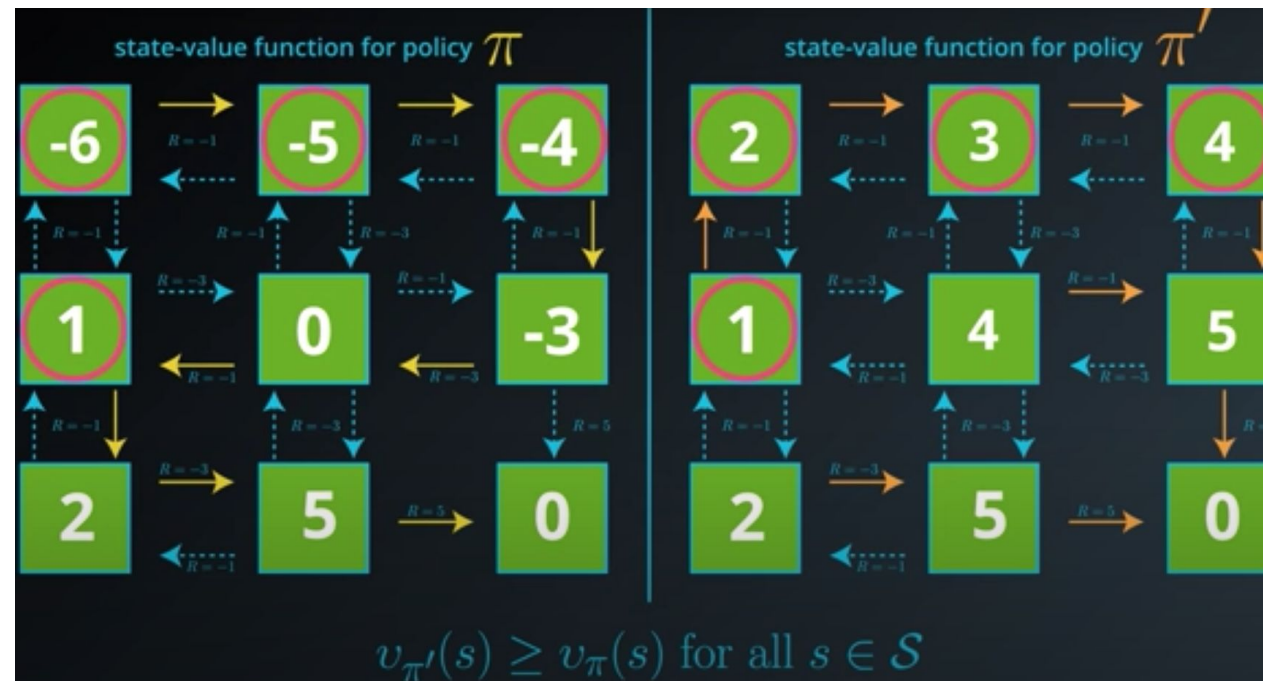 state-value function for policy π
-6 R = −1 -5 R = −1 -4
R = −1 R = −1 R = −3 R = −1
1 R = −3 0 R = −1 -3
R = −1 R = −3
R = −1 R = −3 R = 5
2 R = −3 5 R = 5 0
R = −1
state-value function for policy π′
2 R = −1 3 R = −1 4
R = −1 R = −1 R = −3 R = −1
1 R = −3 4 R = −1 5
R = −1 R = −3
R = −1 R = −3
2 R = −3 5 R = 5 0
R = −1
υπ′(s) ≥ υπ(s) for all s ∈ 𝒮